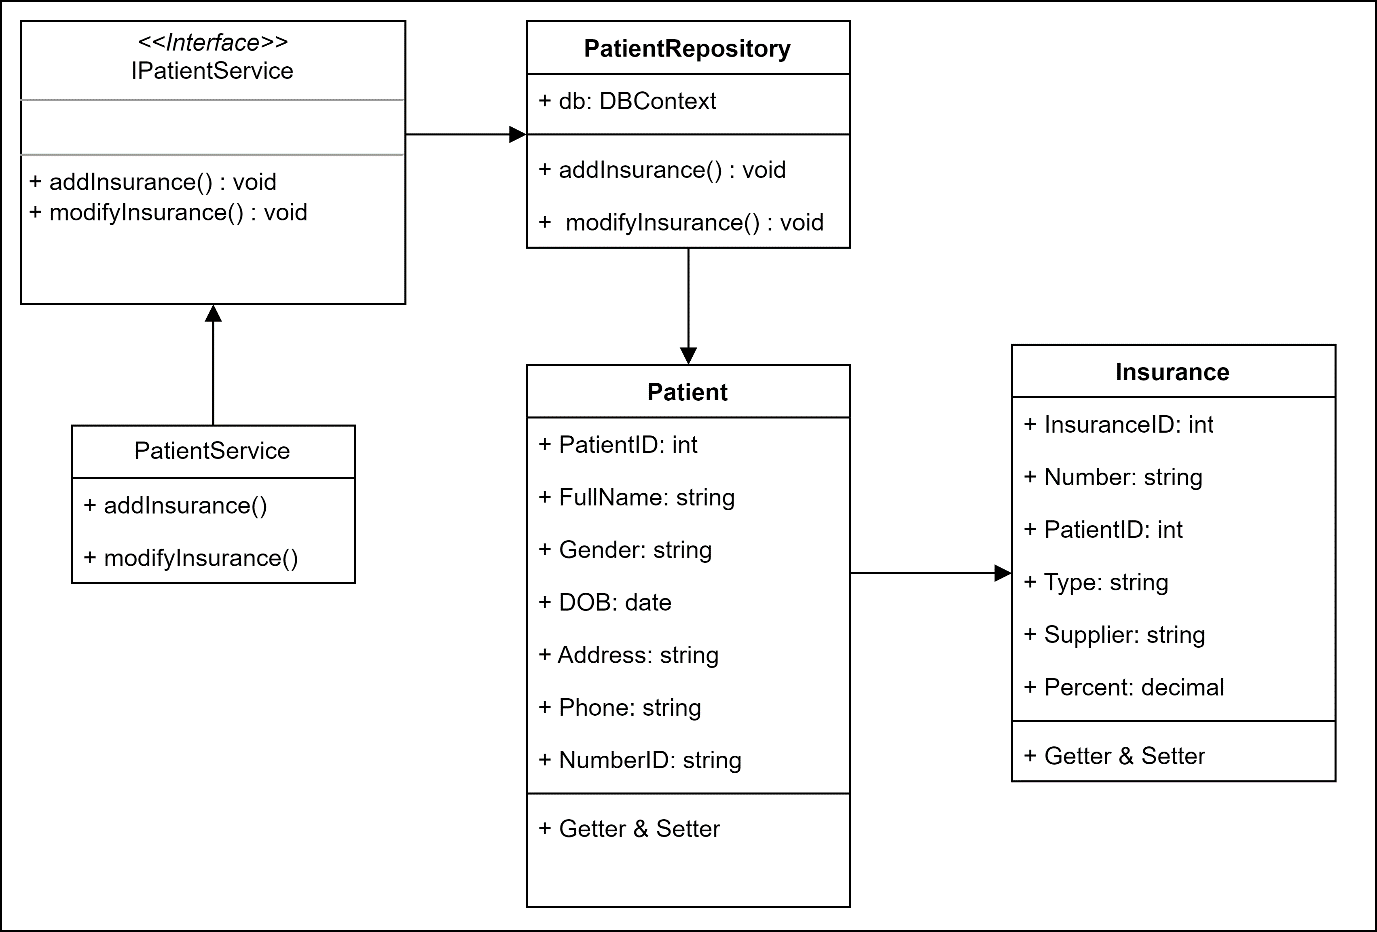 <<Interface>>
IPatientService
+ addInsurance() : void
+ modifyInsurance() : void
PatientRepository
+ db: DBContext
+ addInsurance() : void
+ modifyInsurance() : void
PatientService
+ addInsurance()
+ modifyInsurance()
Patient
+ PatientID: int
+ FullName: string
+ Gender: string
+ DOB: date
+ Address: string
+ Phone: string
+ NumberID: string
+ Getter & Setter
Insurance
+ InsuranceID: int
+ Number: string
+ PatientID: int
+ Type: string
+ Supplier: string
+ Percent: decimal
+ Getter & Setter